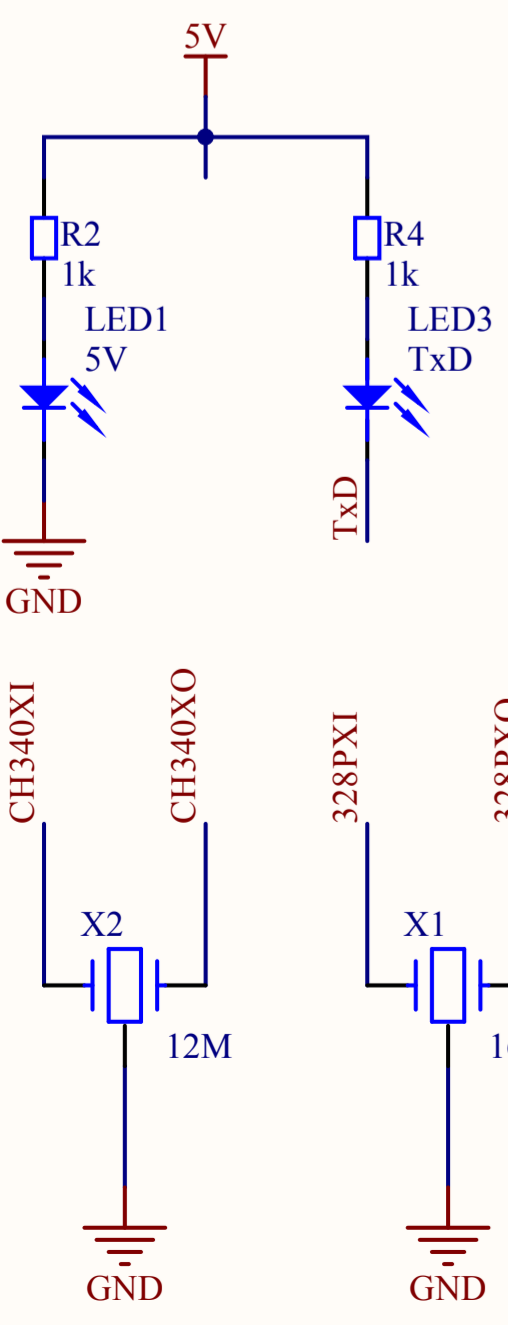 5V
R2
1k
R4
1k
LED1
5V
LED3
TxD
TxD
GND
CH340XI
CH340XO
328PXI
X2
X1
12M
GND
GND